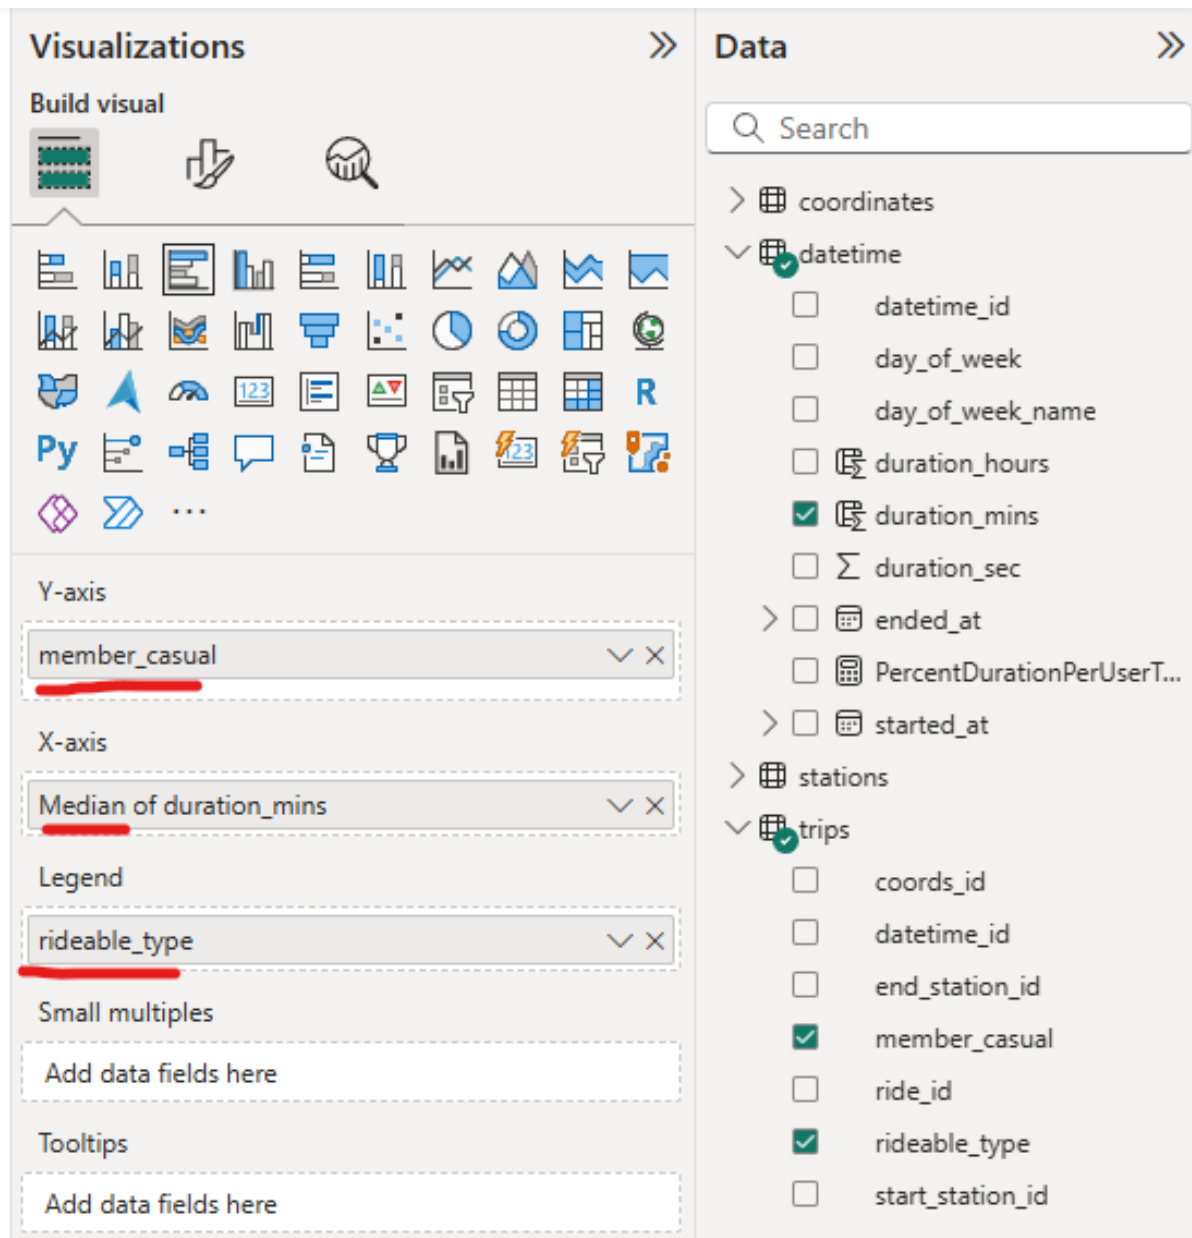 Visualizations
Build visual
123
R
Py
123
...
Y-axis
member_casual
X-axis
Median of duration_mins
Legend
rideable_type
Small multiples
Add data fields here
Tooltips
Add data fields here
Data
Search
coordinates
datetime
datetime_id
day_of_week
day_of_week_name
duration_hours
duration_mins
duration_sec
ended_at
PercentDurationPerUserT...
started_at
stations
trips
coords_id
datetime_id
end_station_id
member_casual
ride_id
rideable_type
start_station_id